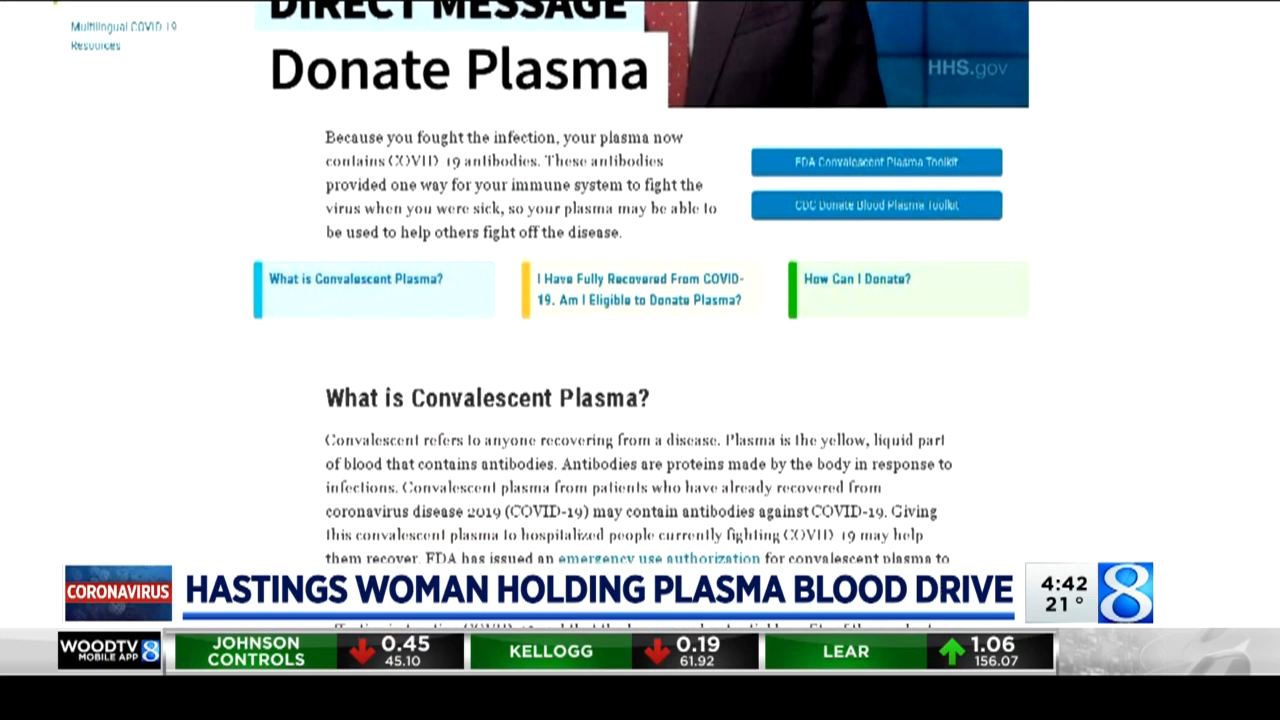 Multilingual COVID-19
Resources
DIRECT MESSAGE
Donate Plasma
HHS.gov
Because you fought the infection, your plasma now
contains COVID-19 antibodies. These antibodies
provided one way for your immune system to fight the
virus when you were sick, so your plasma may be able to
be used to help others fight off the disease.
FDA Convalescent Plasma Toolkit
CDC Donate Blood Plasma Toolkit
What is Convalescent Plasma?
I Have Fully Recovered From COVID-
19. Am I Eligible to Donate Plasma?
How Can I Donate?
What is Convalescent Plasma?
Convalescent refers to anyone recovering from a disease. Plasma is the yellow, liquid part
of blood that contains antibodies. Antibodies are proteins made by the body in response to
infections. Convalescent plasma from patients who have already recovered from
coronavirus disease 2019 (COVID-19) may contain antibodies against COVID-19. Giving
this convalescent plasma to hospitalized people currently fighting COVID-19 may help
them recover. FDA has issued an emergency use authorization for convalescent plasma to
CORONAVIRUS
HASTINGS WOMAN HOLDING PLASMA BLOOD DRIVE
4:42
21°
8
WOODTV 8
MOBILE APP
JOHNSON
CONTROLS
0.45
45.10
KELLOGG
0.19
61.92
LEAR
1.06
156.07